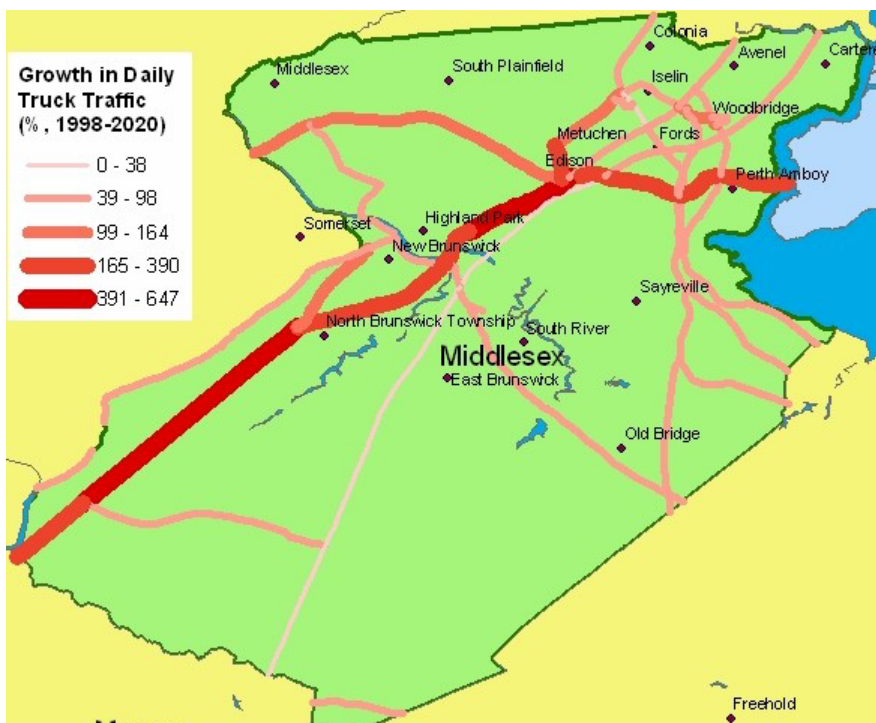 Growth in Daily
Truck Traffic
(%, 1998-2020)
0 - 38
39 - 98
99 - 164
165 - 390
391 - 647
Colonia
Avenel
Carter
Middlesex
South Plainfield
Iselin
Woodbridge
Metuchen
Fords
Edison
Perth Amboy
Somerset
Highland Park
New Brunswick
Sayreville
North Brunswick Township
South River
Middlesex
East Brunswick
Old Bridge
Freehold